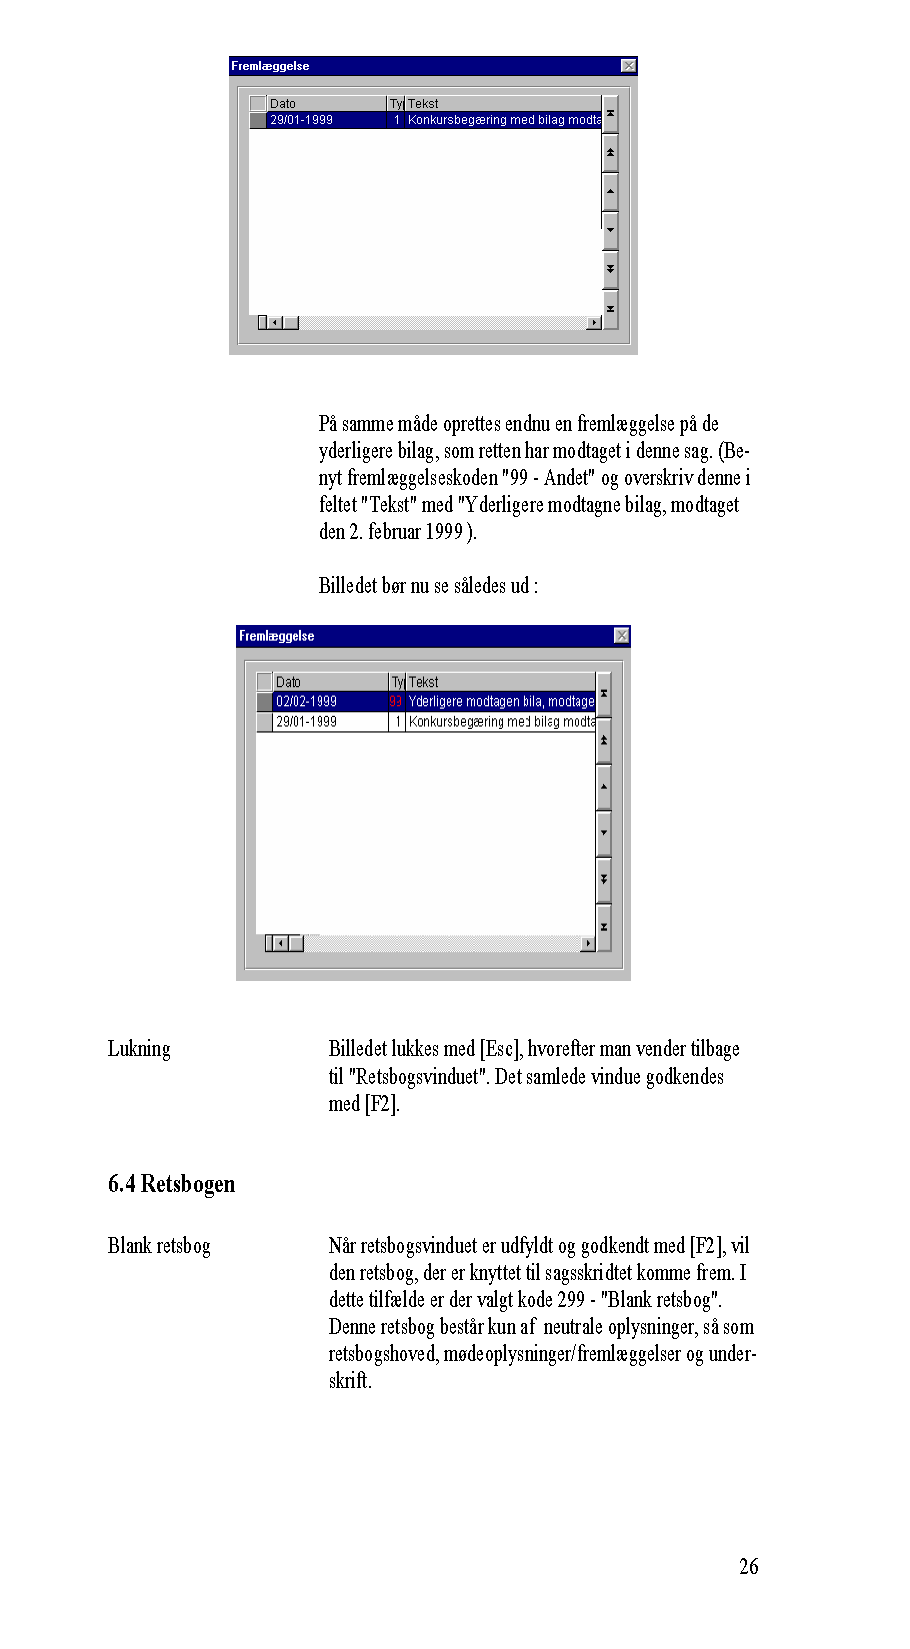 Fremlæggelse
Dato Ty Tekst
29/01-1999 1 Konkursbegæring med bilag modta
På samme måde oprettes endnu en fremlæggelse på de
yderligere bilag, som retten har modtaget i denne sag. (Be-
nyt fremlæggelseskoden "99 - Andet" og overskriv denne i
feltet "Tekst" med "Yderligere modtagne bilag, modtaget
den 2. februar 1999 ).
Billedet bør nu se således ud :
Fremlæggelse
Dato Ty Tekst
02/02-1999 99 Yderligere modtagen bila, modtage
29/01-1999 1 Konkursbegæring med bilag modta
Lukning Billedet lukkes med [Esc], hvorefter man vender tilbage
til "Retsbogsvinduet". Det samlede vindue godkendes
med [F2].
6.4 Retsbogen
Blank retsbog Når retsbogsvinduet er udfyldt og godkendt med [F2], vil
den retsbog, der er knyttet til sagsskridtet komme frem. I
dette tilfælde er der valgt kode 299 - "Blank retsbog".
Denne retsbog består kun af neutrale oplysninger, så som
retsbogshoved, mødeoplysninger/fremlæggelser og under-
skrift.
26